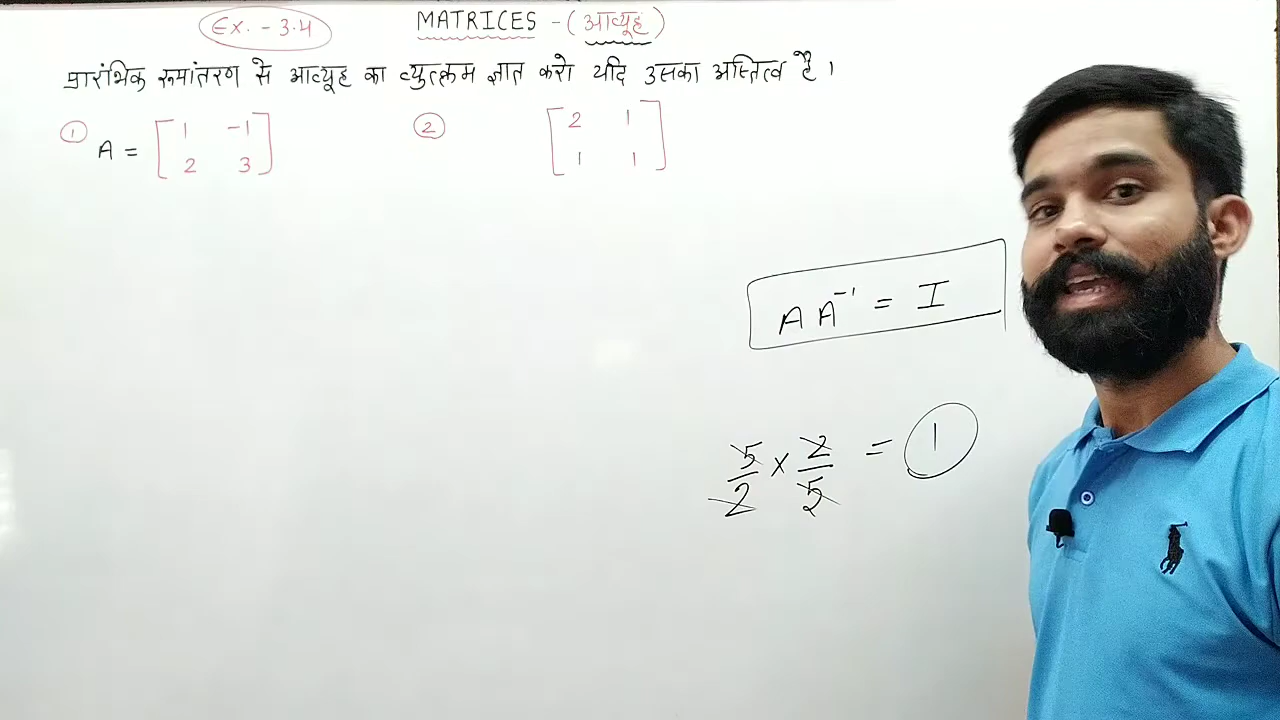 Ex. - 3.4 MATRICES - (आव्यूह)
प्रारंभिक रूपांतरण से आव्यूह का व्युत्क्रम ज्ञात करो यदि उसका अस्तित्व है।
① A = [ 1 -1 ② [ 2 1
2 3 ] 1 1 ]
A A⁻¹ = I
5/2 × 2/5 = 1